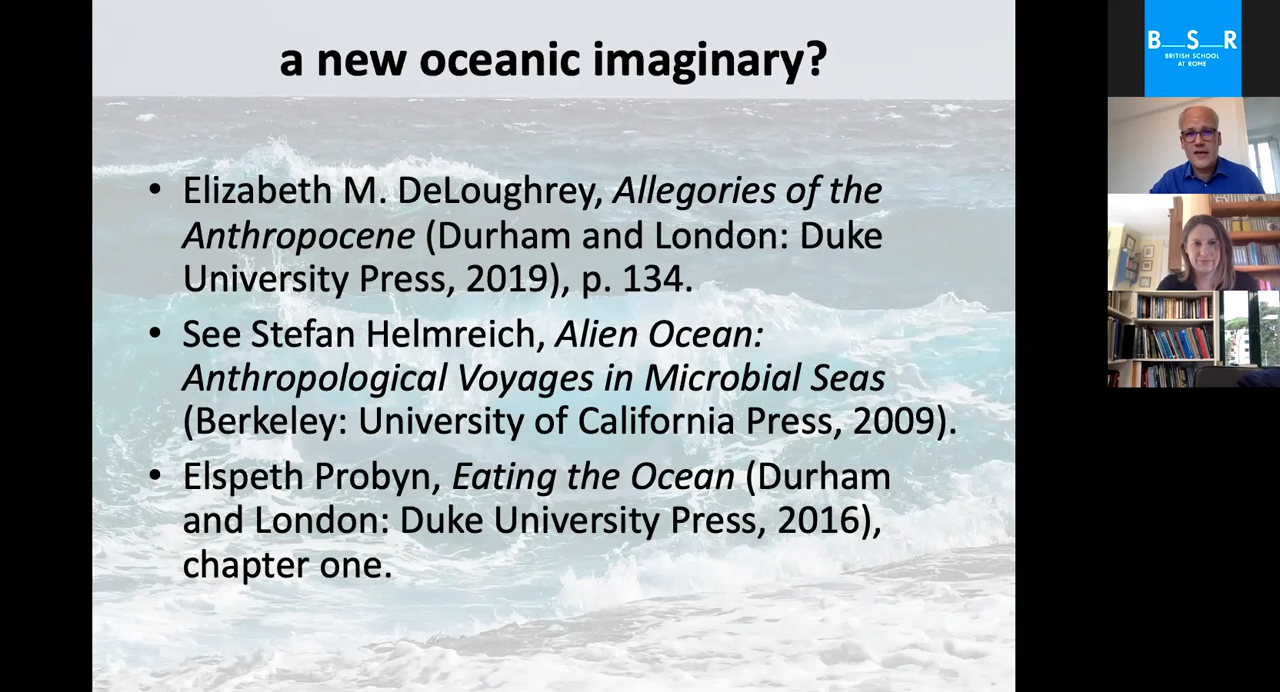 a new oceanic imaginary?
• Elizabeth M. DeLoughrey, Allegories of the
Anthropocene (Durham and London: Duke
University Press, 2019), p. 134.
• See Stefan Helmreich, Alien Ocean:
Anthropological Voyages in Microbial Seas
(Berkeley: University of California Press, 2009).
• Elspeth Probyn, Eating the Ocean (Durham
and London: Duke University Press, 2016),
chapter one.
B__S__R
BRITISH SCHOOL
AT ROME